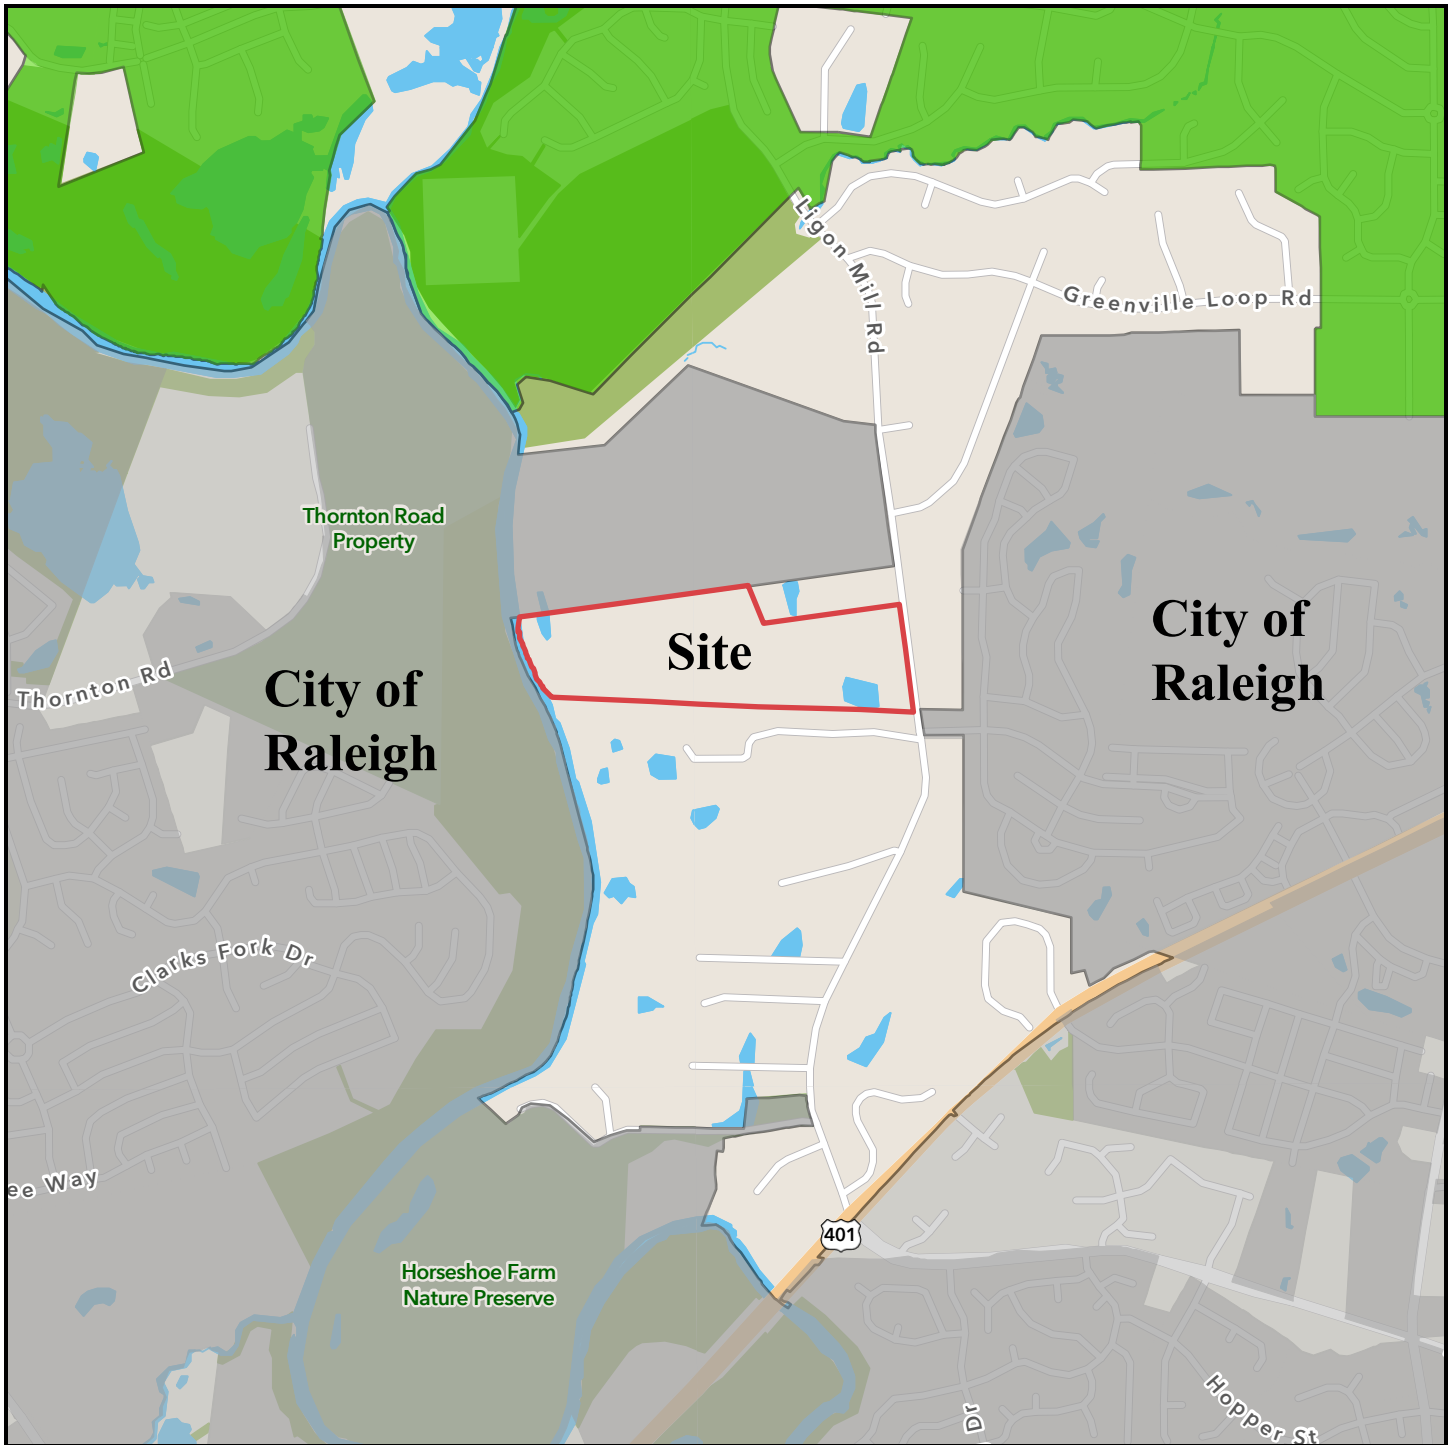 Ligon Mill Rd
Greenville Loop Rd
Thornton Road
Property
City of
Raleigh
Site
Thornton Rd
City of
Raleigh
Clarks Fork Dr
ee Way
401
Horseshoe Farm
Nature Preserve
Hopper St
Dr